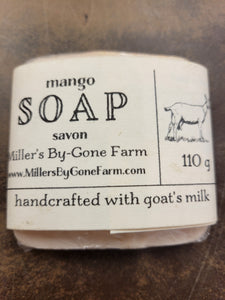 mango
SOAP
savon
Miller's By-Gone Farm
www.MillersByGoneFarm.com
110 g
handcrafted with goat's milk